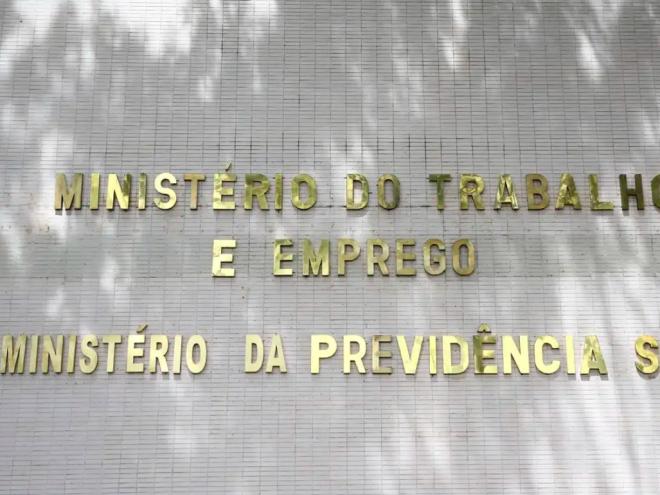 MINISTÉRIO DO TRABALHO
E EMPREGO
MINISTÉRIO DA PREVIDÊNCIA S